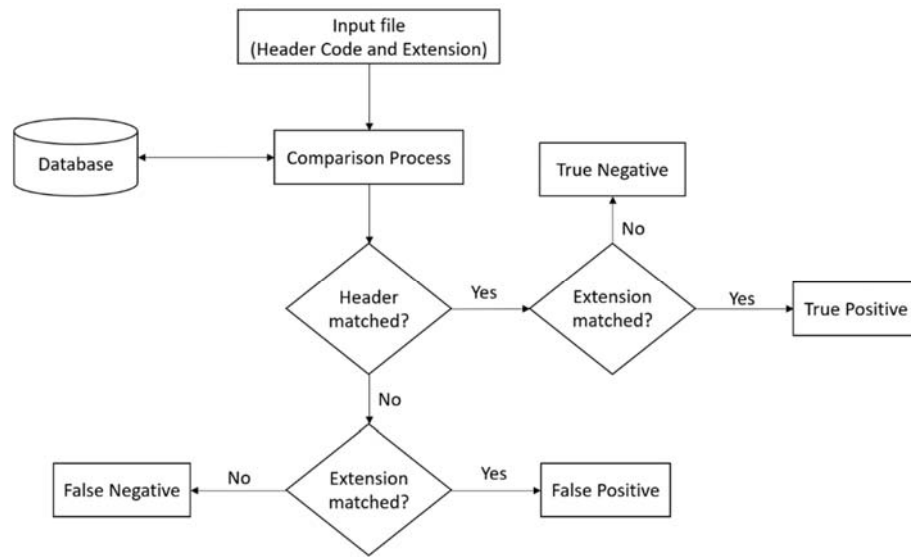 Input file
(Header Code and Extension)
Database
Comparison Process
True Negative
No
Header
matched?
Yes
Extension
matched?
Yes
True Positive
No
False Negative
No
Extension
matched?
Yes
False Positive